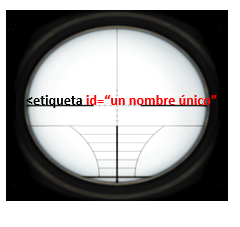 <etiqueta id=“un nombre único”